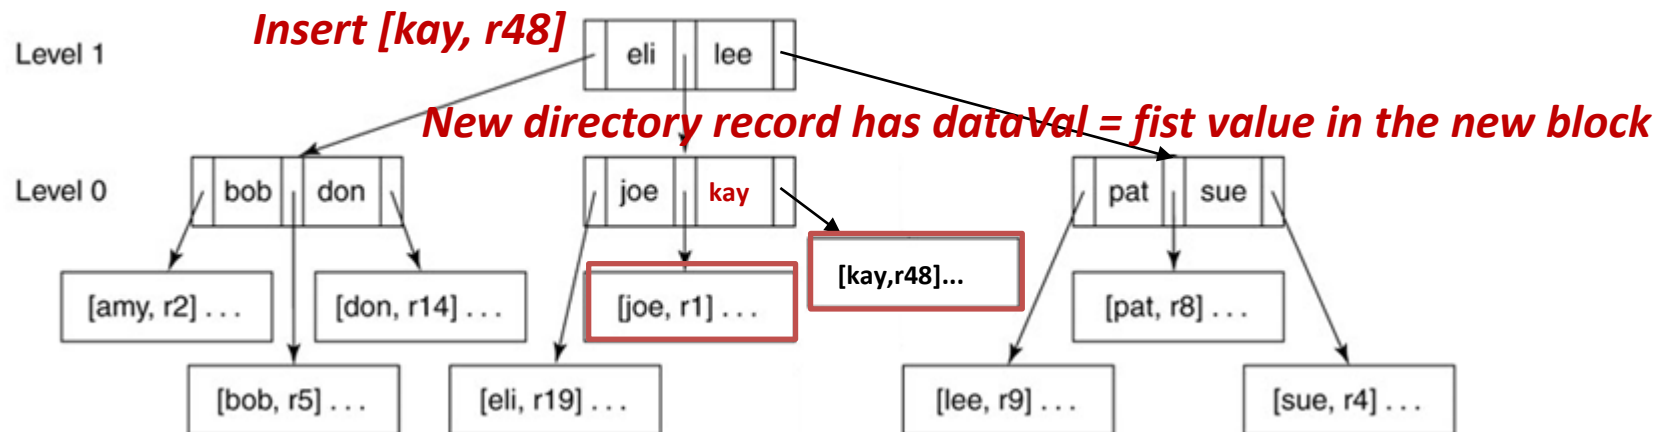 Insert [kay, r48]
Level 1
eli lee
New directory record has dataVal = fist value in the new block
Level 0
bob don
joe kay
pat sue
[kay,r48]...
[amy, r2] . . .
[don, r14] . . .
[joe, r1] . . .
[pat, r8] . . .
[bob, r5] . . .
[eli, r19] . . .
[lee, r9] . . .
[sue, r4] . . .